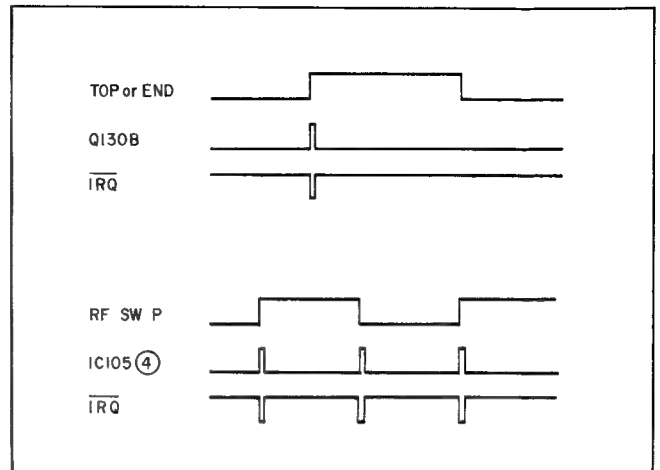 TOP or END
Q130B
IRQ
RF SW P
IC105 ④
IRQ